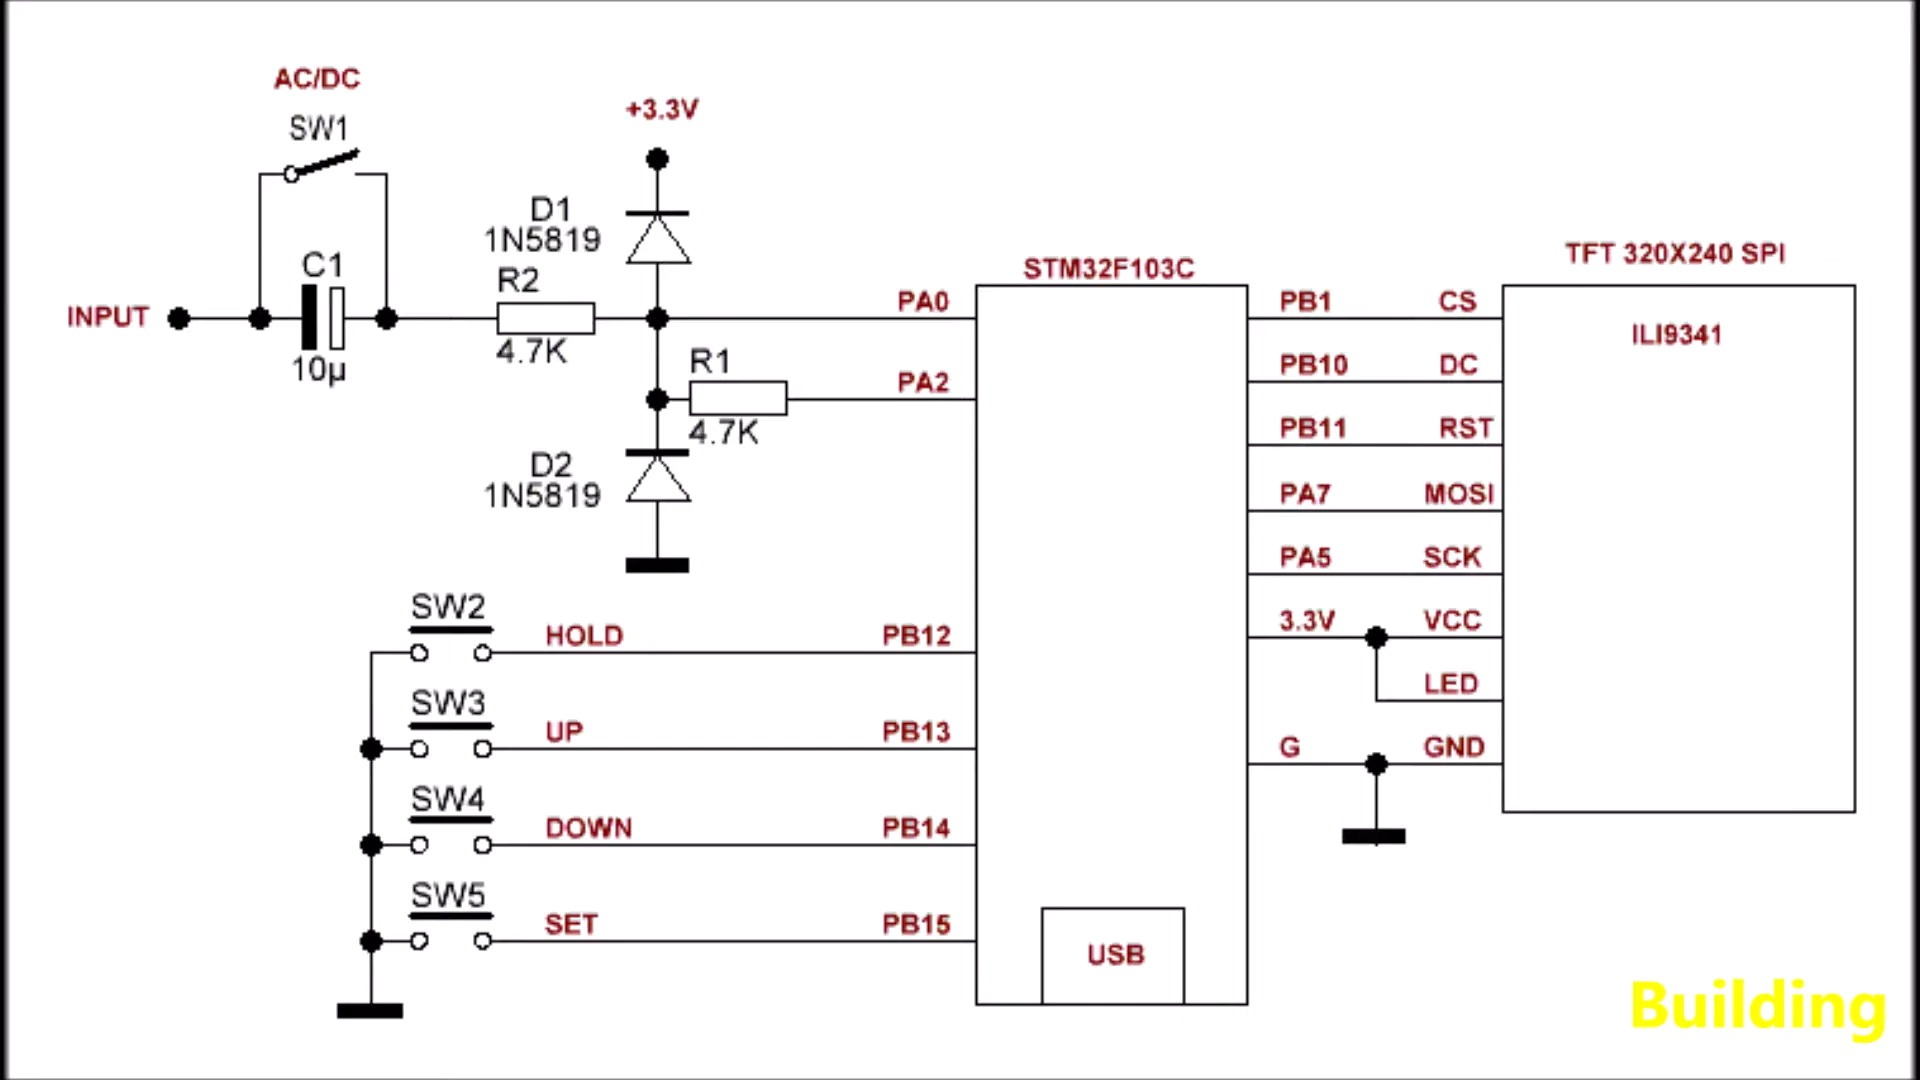 AC/DC
SW1
+3.3V
D1
1N5819
C1
10µ
INPUT
R2
4.7K
PA0
R1
4.7K
PA2
D2
1N5819
SW2
HOLD
PB12
SW3
UP
PB13
SW4
DOWN
PB14
SW5
SET
PB15
STM32F103C
USB
PB1 CS
PB10 DC
PB11 RST
PA7 MOSI
PA5 SCK
3.3V VCC
LED
G GND
TFT 320X240 SPI
ILI9341
Building